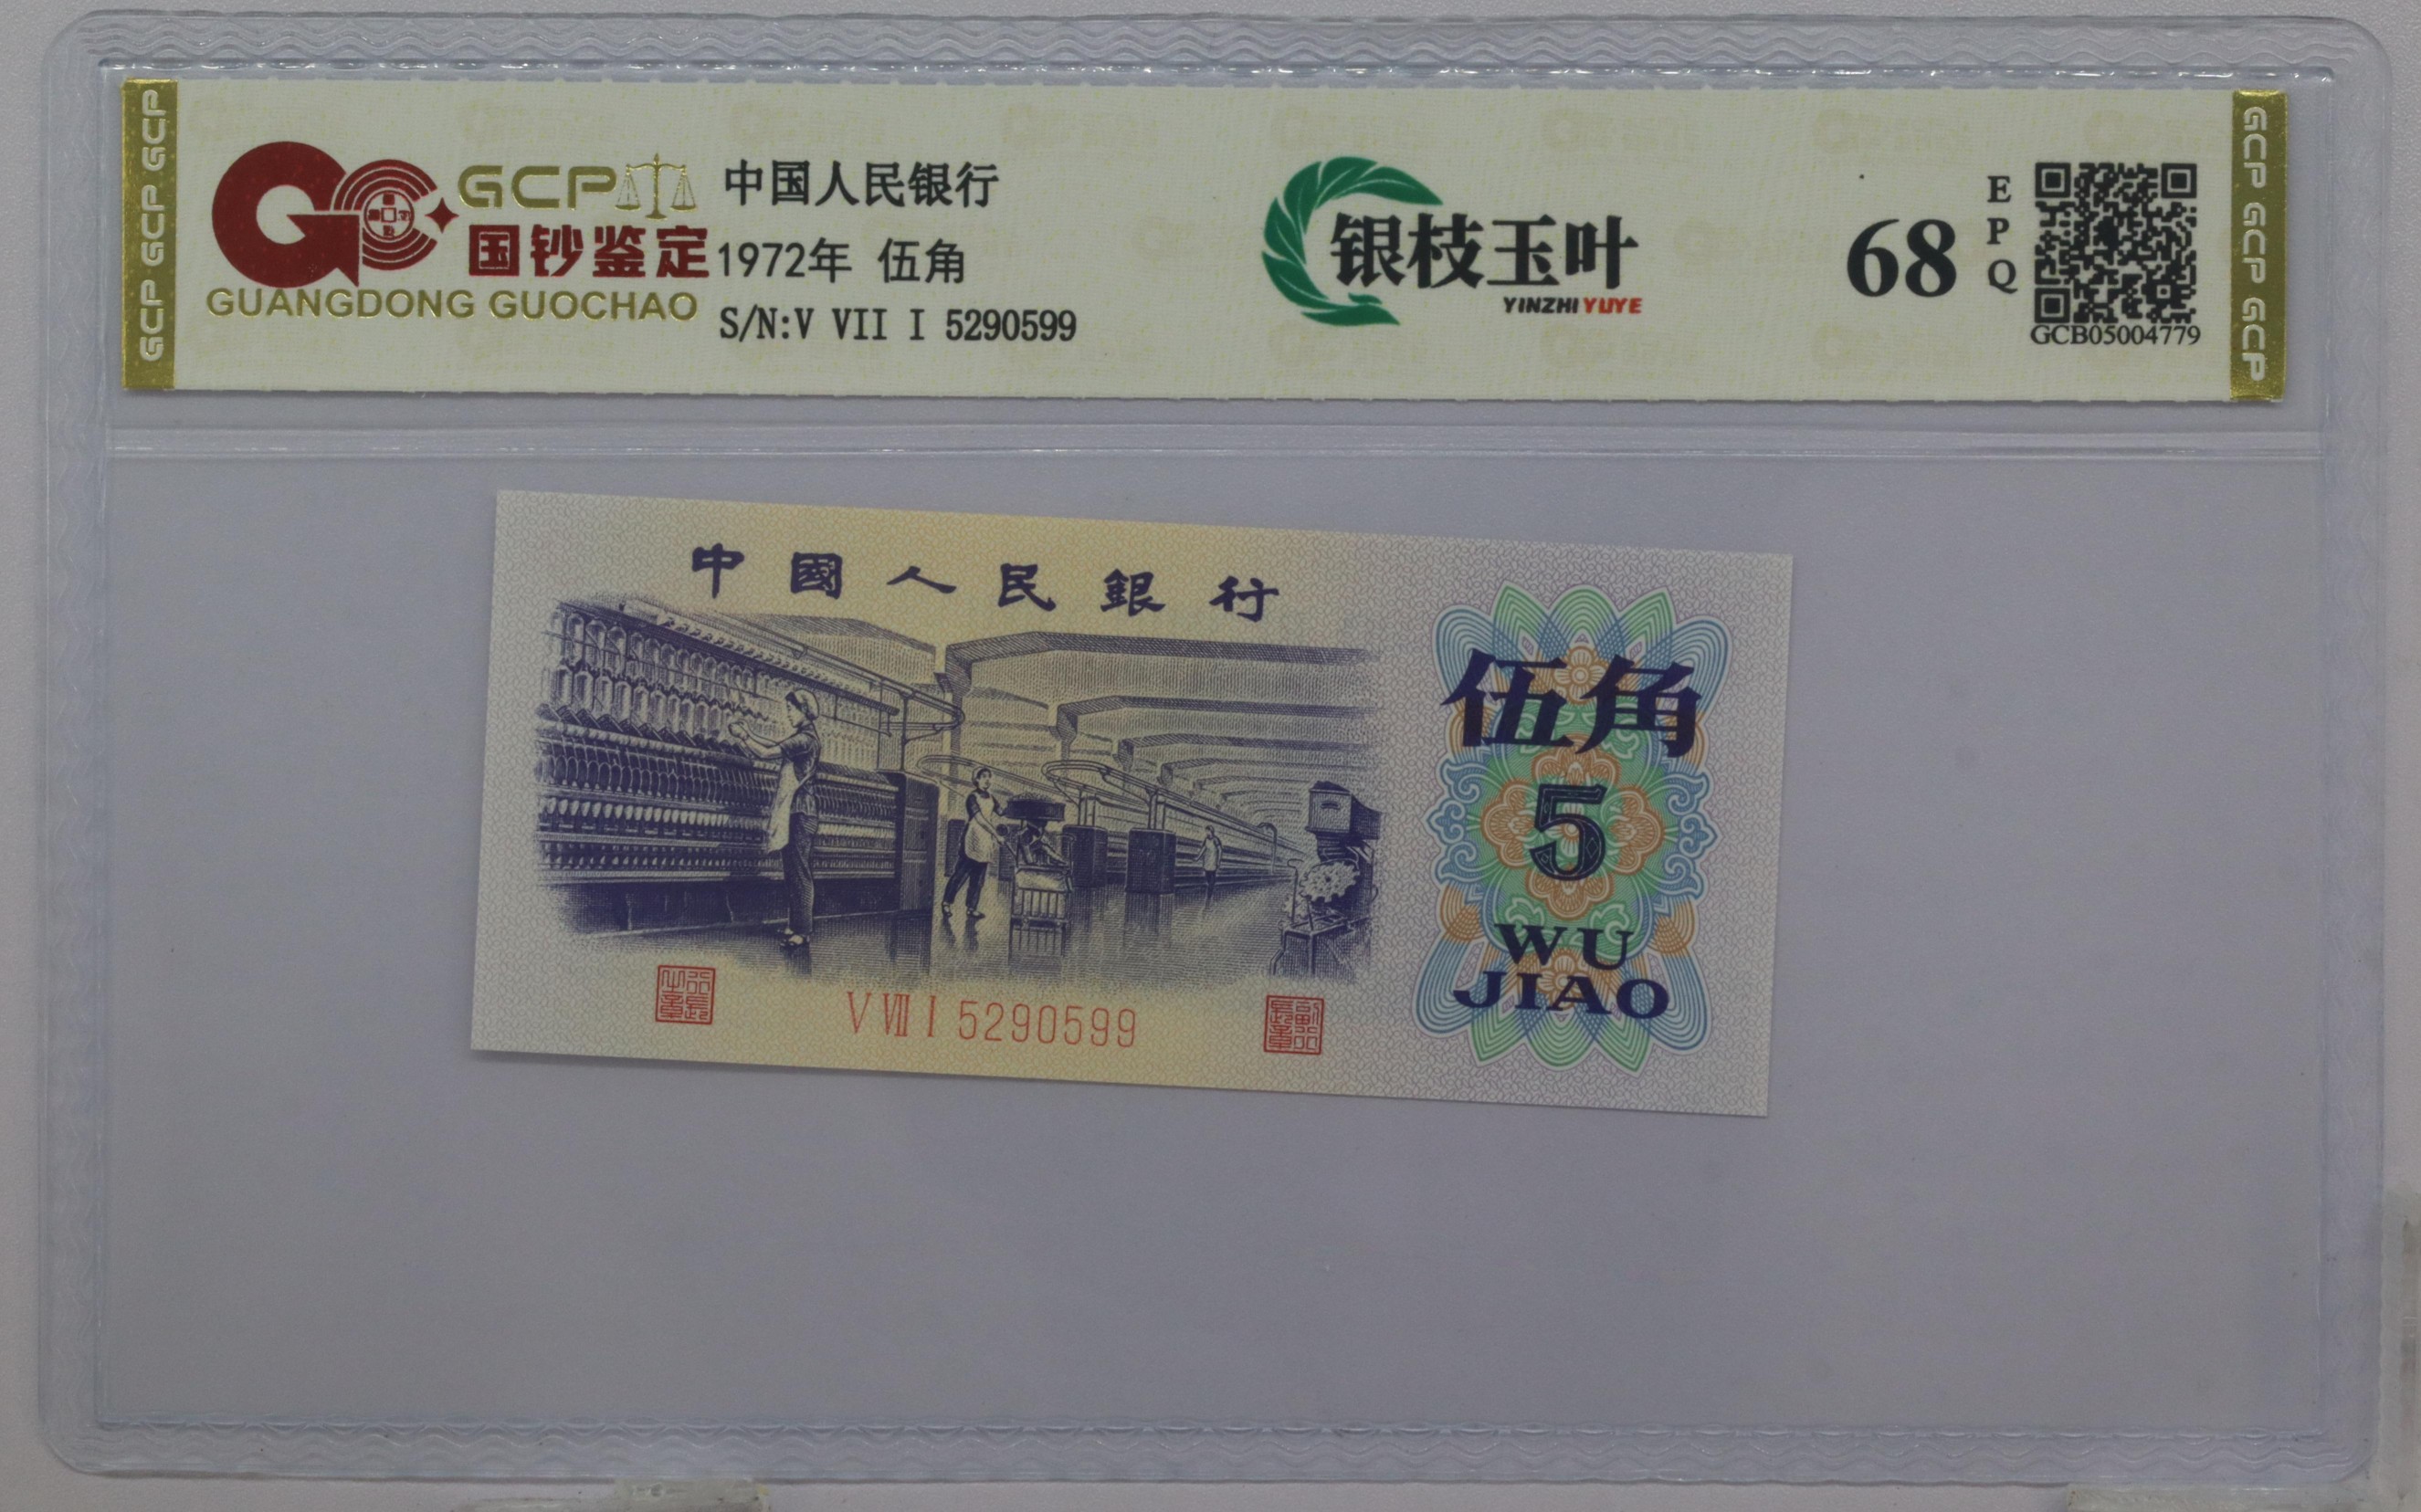 GCP GCP GCP
GCP
国钞鉴定
GUANGDONG GUOCHAO
中国人民银行
1972年 伍角
S/N:V VII I 5290599
银枝玉叶
YINZHI YUYE
68
EPQ
GCB05004779
GCP GCP GCP
中國人民銀行
伍角
5
WU
JIAO
V VII I 5290599